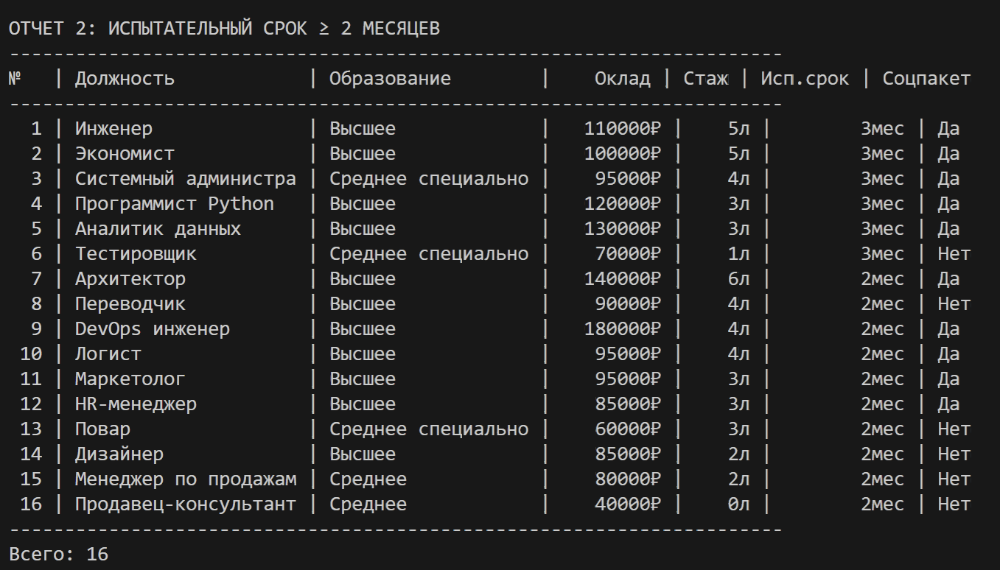 ОТЧЕТ 2: ИСПЫТАТЕЛЬНЫЙ СРОК ≥ 2 МЕСЯЦЕВ
----------------------------------------------------------------------
№   | Должность            | Образование        |    Оклад | Стаж | Исп.срок | Соцпакет
----------------------------------------------------------------------
  1 | Инженер              | Высшее             |   110000₽ |    5л |        3мес | Да
  2 | Экономист            | Высшее             |   100000₽ |    5л |        3мес | Да
  3 | Системный администра | Среднее специально |    95000₽ |    4л |        3мес | Да
  4 | Программист Python   | Высшее             |   120000₽ |    3л |        3мес | Да
  5 | Аналитик данных      | Высшее             |   130000₽ |    3л |        3мес | Да
  6 | Тестировщик          | Среднее специально |    70000₽ |    1л |        3мес | Нет
  7 | Архитектор           | Высшее             |   140000₽ |    6л |        2мес | Да
  8 | Переводчик           | Высшее             |    90000₽ |    4л |        2мес | Нет
  9 | DevOps инженер       | Высшее             |   180000₽ |    4л |        2мес | Да
 10 | Логист               | Высшее             |    95000₽ |    4л |        2мес | Да
 11 | Маркетолог           | Высшее             |    95000₽ |    3л |        2мес | Да
 12 | HR-менеджер          | Высшее             |    85000₽ |    3л |        2мес | Да
 13 | Повар                | Среднее специально |    60000₽ |    3л |        2мес | Нет
 14 | Дизайнер             | Высшее             |    85000₽ |    2л |        2мес | Нет
 15 | Менеджер по продажам | Среднее            |    80000₽ |    2л |        2мес | Нет
 16 | Продавец-консультант | Среднее            |    40000₽ |    0л |        2мес | Нет
----------------------------------------------------------------------
Всего: 16